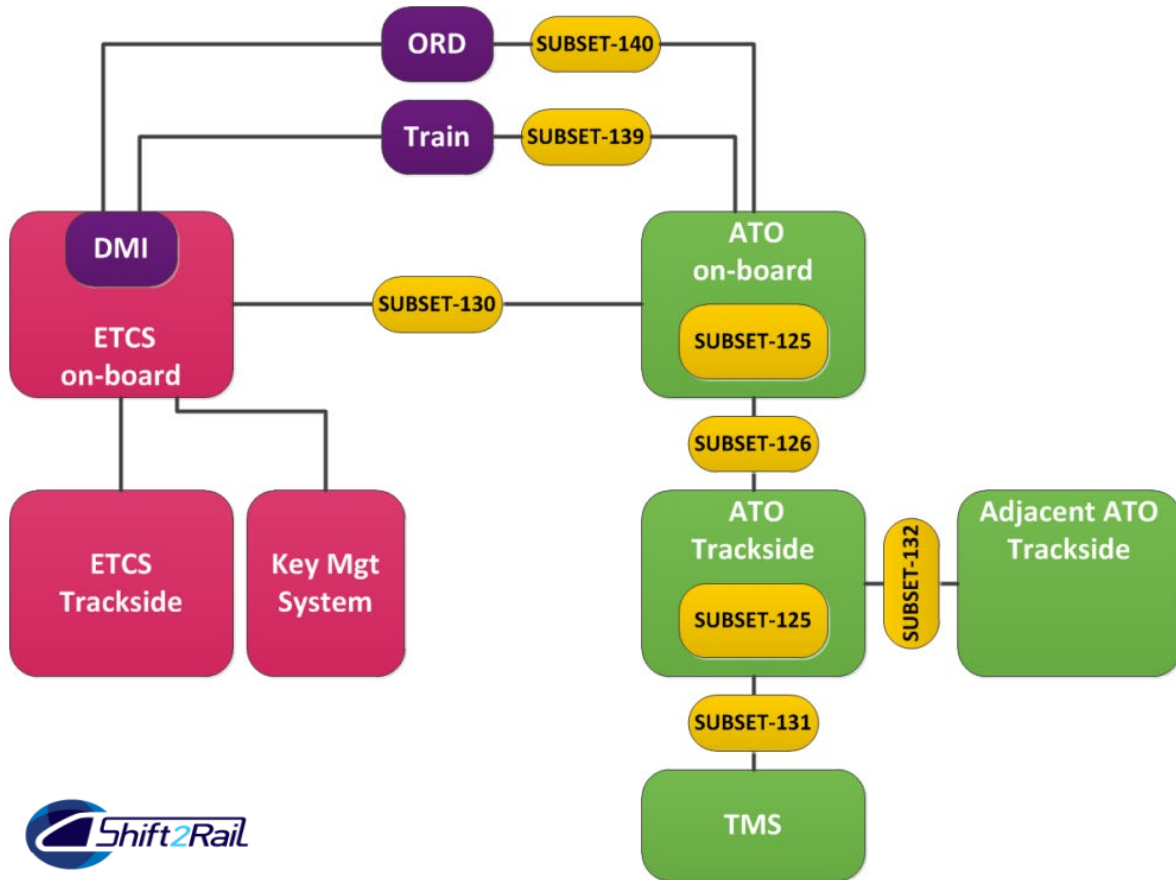 ORD
SUBSET-140
Train
SUBSET-139
DMI
ETCS
on-board
SUBSET-130
ATO
on-board
SUBSET-125
SUBSET-126
ETCS
Trackside
Key Mgt
System
ATO
Trackside
SUBSET-125
SUBSET-132
Adjacent ATO
Trackside
SUBSET-131
TMS
Shift2Rail